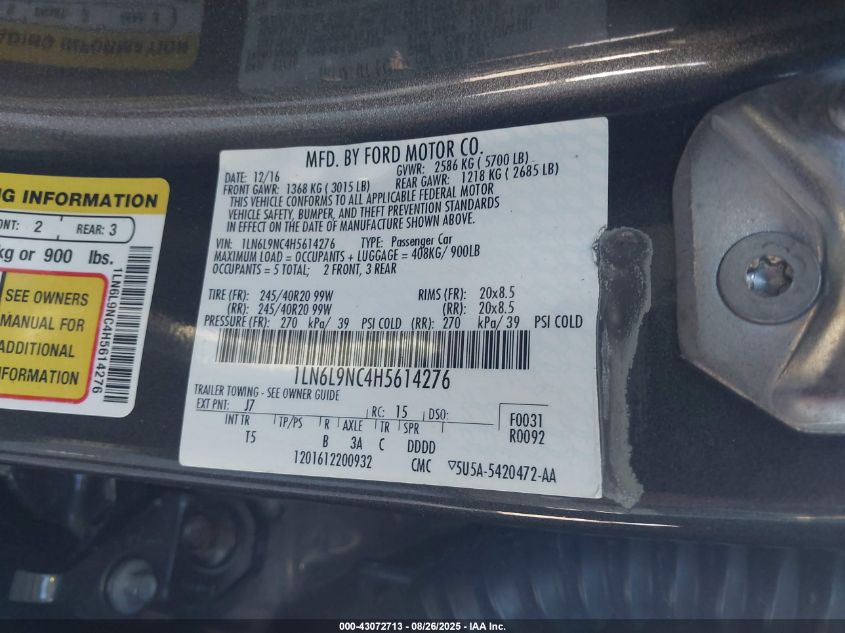 MFD. BY FORD MOTOR CO.
DATE: 12/16
GVWR: 2586 KG ( 5700 LB)
FRONT GAWR: 1368 KG ( 3015 LB)
REAR GAWR: 1218 KG ( 2685 LB)
THIS VEHICLE CONFORMS TO ALL APPLICABLE FEDERAL MOTOR
VEHICLE SAFETY, BUMPER, AND THEFT PREVENTION STANDARDS
IN EFFECT ON THE DATE OF MANUFACTURE SHOWN ABOVE.
VIN: 1LN6L9NC4H5614276 TYPE: Passenger Car
MAXIMUM LOAD = OCCUPANTS + LUGGAGE = 408KG/ 900LB
OCCUPANTS = 5 TOTAL; 2 FRONT, 3 REAR
TIRE (FR): 245/40R20 99W RIMS (FR): 20x8.5
(RR): 245/40R20 99W (RR): 20x8.5
PRESSURE (FR): 270 kPa/ 39 PSI COLD (RR): 270 kPa/ 39 PSI COLD
1LN6L9NC4H5614276
TRAILER TOWING - SEE OWNER GUIDE
EXT PNT: J7 RC: 15 DSO: F0031
R0092
INT TR TP/PS R AXLE TR SPR
T5 B 3A C DDDD
1201612200932 CMC ▽5U5A-5420472-AA
NG INFORMATION
ONT: 2 REAR: 3
kg or 900 lbs.
SEE OWNERS
MANUAL FOR
ADDITIONAL
INFORMATION
1LN6L9NC4H5614276
000-43072713 - 08/26/2025 - IAA Inc.